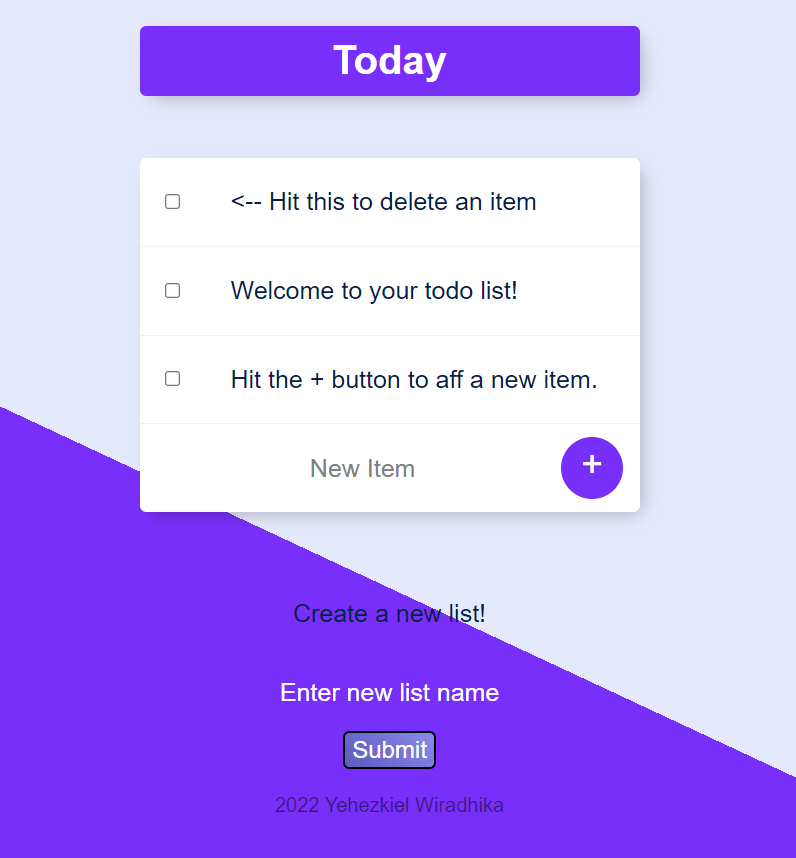 Today
<-- Hit this to delete an item
Welcome to your todo list!
Hit the + button to aff a new item.
New Item
+
Create a new list!
Enter new list name
Submit
2022 Yehezkiel Wiradhika